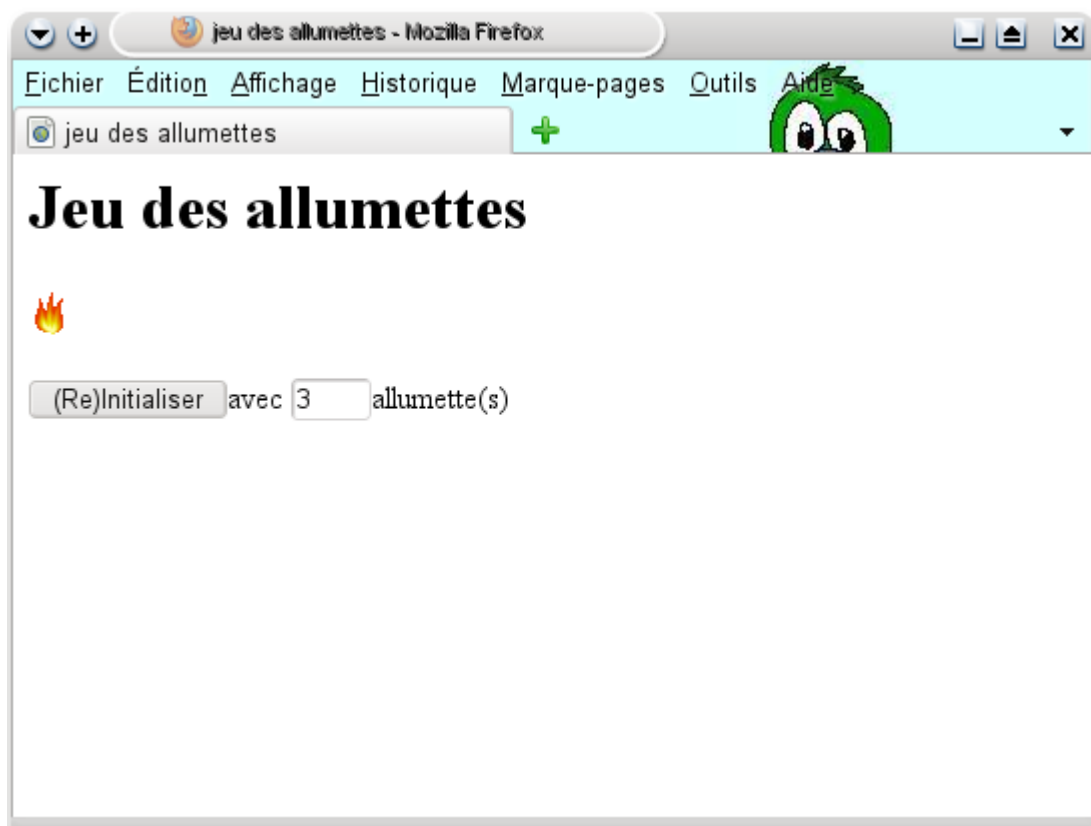 jeu des allumettes - Mozilla Firefox
Fichier Édition Affichage Historique Marque-pages Outils Aide
jeu des allumettes
Jeu des allumettes
(Re)Initialiser avec 3 allumette(s)